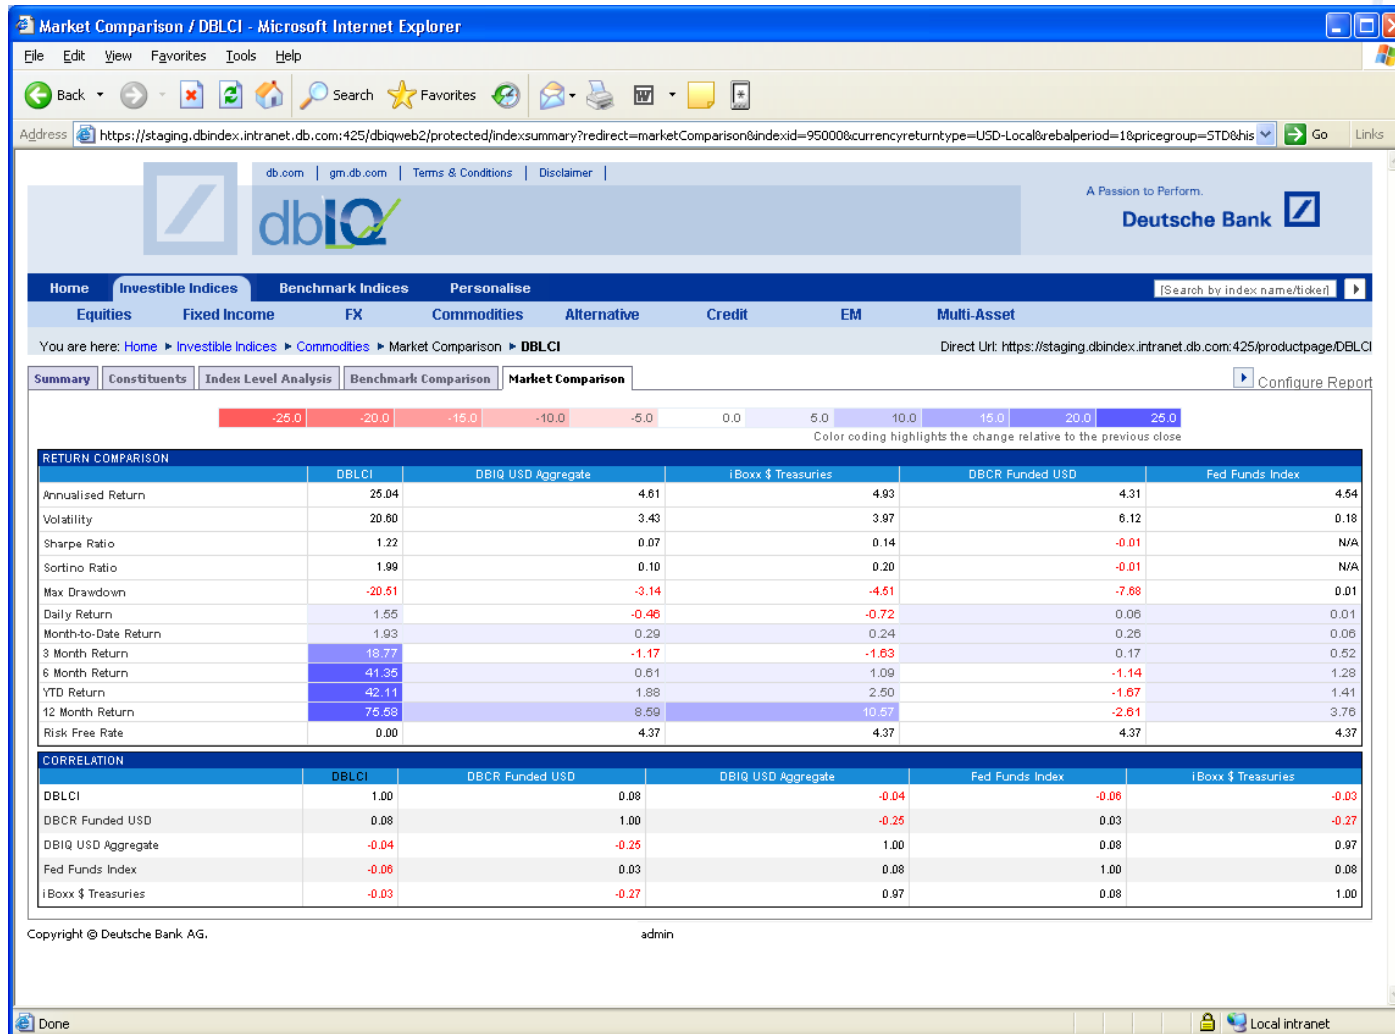 Market Comparison / DBLCI - Microsoft Internet Explorer
File Edit View Favorites Tools Help
Back Search Favorites
Address https://staging.dbindex.intranet.db.com:425/dbiqweb2/protected/indexsummary?redirect=marketComparison&indexid=95000&currencyreturntype=USD-Local&rebalperiod=1&pricegroup=STD&his Go Links
db.com | gm.db.com | Terms & Conditions | Disclaimer |
A Passion to Perform.
dbIQ
Deutsche Bank
Home Investible Indices Benchmark Indices Personalise [Search by index name/ticker]
Equities Fixed Income FX Commodities Alternative Credit EM Multi-Asset
You are here: Home Investible Indices Commodities Market Comparison DBLCI Direct Url: https://staging.dbindex.intranet.db.com:425/productpage/DBLCI
Summary Constituents Index Level Analysis Benchmark Comparison Market Comparison Configure Report
-25.0 -20.0 -15.0 -10.0 -5.0 0.0 5.0 10.0 15.0 20.0 25.0
Color coding highlights the change relative to the previous close
RETURN COMPARISON
DBLCI DBIQ USD Aggregate iBoxx $ Treasuries DBCR Funded USD Fed Funds Index
Annualised Return 25.04 4.61 4.93 4.31 4.54
Volatility 20.60 3.43 3.97 6.12 0.18
Sharpe Ratio 1.22 0.07 0.14 -0.01 N/A
Sortino Ratio 1.99 0.10 0.20 -0.01 N/A
Max Drawdown -20.51 -3.14 -4.51 -7.68 0.01
Daily Return 1.55 -0.46 -0.72 0.06 0.01
Month-to-Date Return 1.93 0.29 0.24 0.26 0.06
3 Month Return 18.77 -1.17 -1.63 0.17 0.52
6 Month Return 41.35 0.61 1.09 -1.14 1.28
YTD Return 42.11 1.88 2.50 -1.67 1.41
12 Month Return 75.58 8.59 10.57 -2.61 3.76
Risk Free Rate 0.00 4.37 4.37 4.37 4.37
CORRELATION
DBLCI DBCR Funded USD DBIQ USD Aggregate Fed Funds Index iBoxx $ Treasuries
DBLCI 1.00 0.08 -0.04 -0.06 -0.03
DBCR Funded USD 0.08 1.00 -0.25 0.03 -0.27
DBIQ USD Aggregate -0.04 -0.25 1.00 0.08 0.97
Fed Funds Index -0.06 0.03 0.08 1.00 0.08
iBoxx $ Treasuries -0.03 -0.27 0.97 0.08 1.00
Copyright © Deutsche Bank AG. admin
Done Local intranet